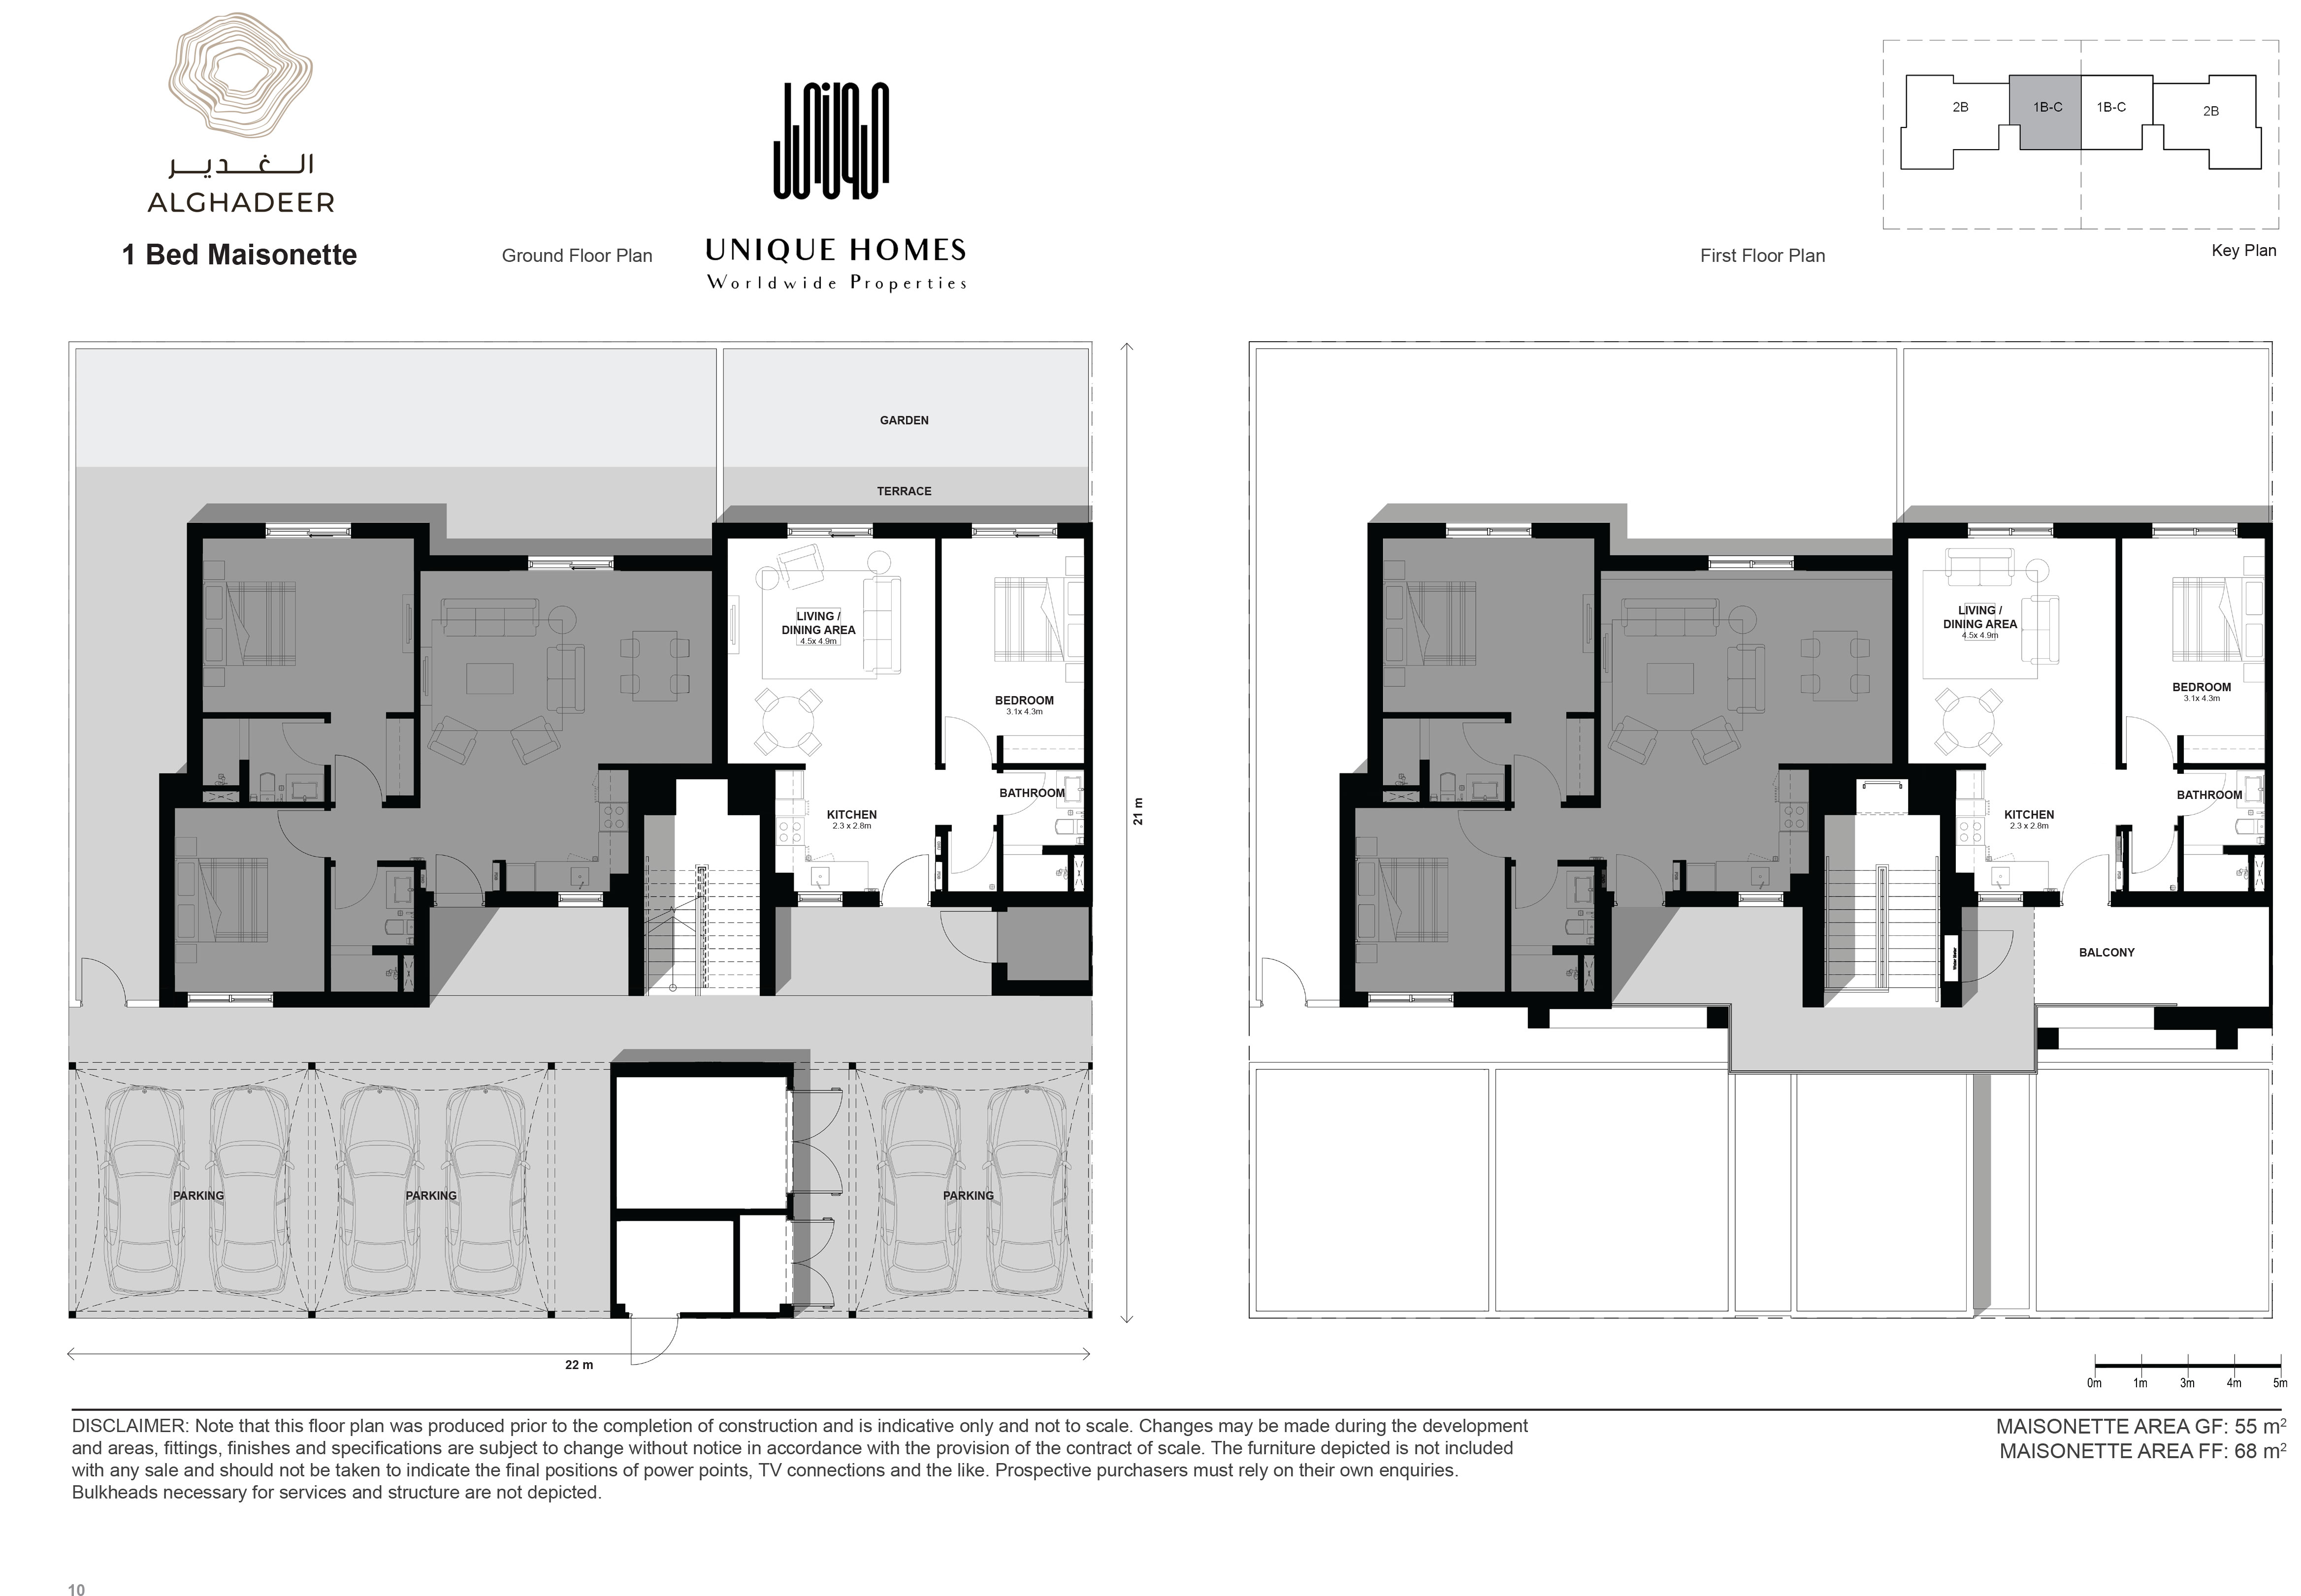 الغدير
ALGHADEER
1 Bed Maisonette
Ground Floor Plan
UNIQUE HOMES
Worldwide Properties
First Floor Plan
2B
1B-C
1B-C
2B
Key Plan
GARDEN
TERRACE
LIVING /
DINING AREA
4.5x 4.9m
BEDROOM
3.1x 4.3m
BATHROOM
KITCHEN
2.3 x 2.8m
PARKING
PARKING
PARKING
21 m
22 m
LIVING /
DINING AREA
4.5x 4.9m
BEDROOM
3.1x 4.3m
BATHROOM
KITCHEN
2.3 x 2.8m
Water Heater
BALCONY
0m 1m 3m 4m 5m
DISCLAIMER: Note that this floor plan was produced prior to the completion of construction and is indicative only and not to scale. Changes may be made during the development
and areas, fittings, finishes and specifications are subject to change without notice in accordance with the provision of the contract of scale. The furniture depicted is not included
with any sale and should not be taken to indicate the final positions of power points, TV connections and the like. Prospective purchasers must rely on their own enquiries.
Bulkheads necessary for services and structure are not depicted.
MAISONETTE AREA GF: 55 m²
MAISONETTE AREA FF: 68 m²
10